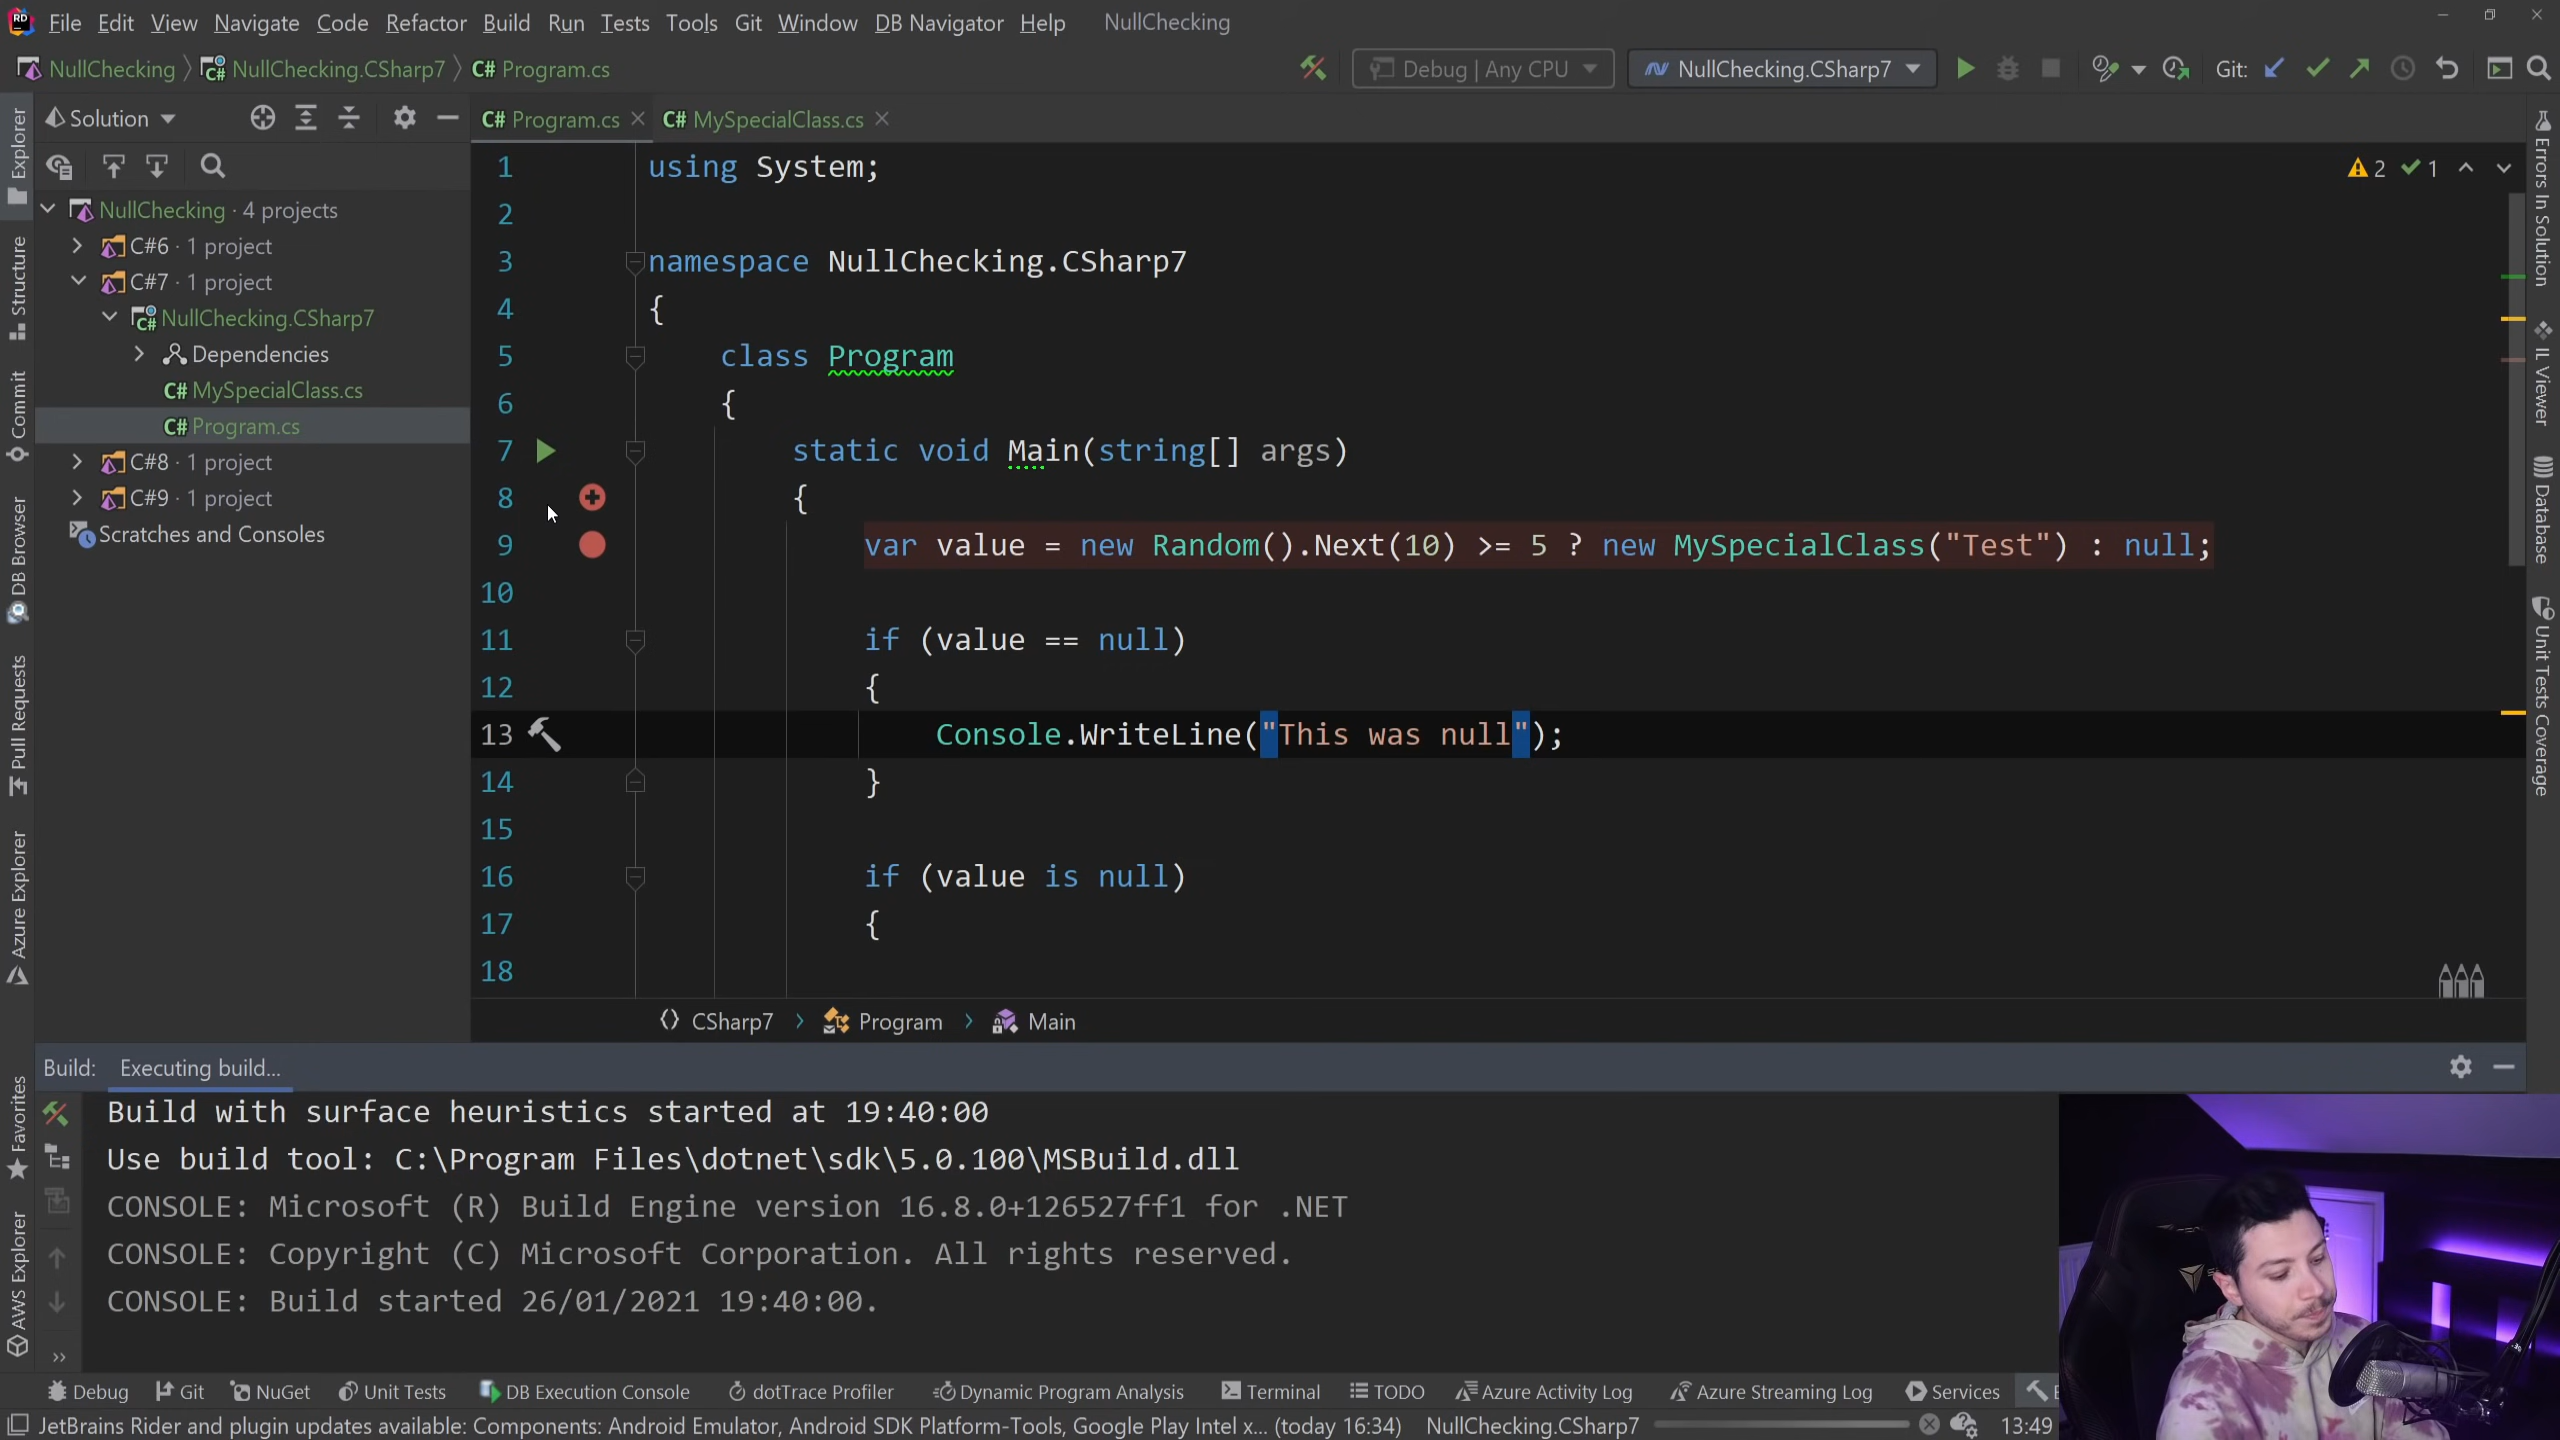 File Edit View Navigate Code Refactor Build Run Tests Tools Git Window DB Navigator Help NullChecking
NullChecking NullChecking.CSharp7 C# Program.cs Debug | Any CPU NullChecking.CSharp7 Git:
Solution
C# Program.cs C# MySpecialClass.cs
NullChecking · 4 projects
C#6 · 1 project
C#7 · 1 project
C# NullChecking.CSharp7
Dependencies
C# MySpecialClass.cs
C# Program.cs
C#8 · 1 project
C#9 · 1 project
Scratches and Consoles
Explorer
Structure
Commit
DB Browser
Pull Requests
Azure Explorer
Favorites
AWS Explorer
1 using System;
2
3 namespace NullChecking.CSharp7
4 {
5 class Program
6 {
7 static void Main(string[] args)
8 {
9 var value = new Random().Next(10) >= 5 ? new MySpecialClass("Test") : null;
10
11 if (value == null)
12 {
13 Console.WriteLine("This was null");
14 }
15
16 if (value is null)
17 {
18
2 1
Errors In Solution
IL Viewer
Database
Unit Tests Coverage
CSharp7 Program Main
Build: Executing build...
Build with surface heuristics started at 19:40:00
Use build tool: C:\Program Files\dotnet\sdk\5.0.100\MSBuild.dll
CONSOLE: Microsoft (R) Build Engine version 16.8.0+126527ff1 for .NET
CONSOLE: Copyright (C) Microsoft Corporation. All rights reserved.
CONSOLE: Build started 26/01/2021 19:40:00.
Debug Git NuGet Unit Tests DB Execution Console dotTrace Profiler Dynamic Program Analysis Terminal TODO Azure Activity Log Azure Streaming Log Services
JetBrains Rider and plugin updates available: Components: Android Emulator, Android SDK Platform-Tools, Google Play Intel x... (today 16:34) NullChecking.CSharp7 13:49